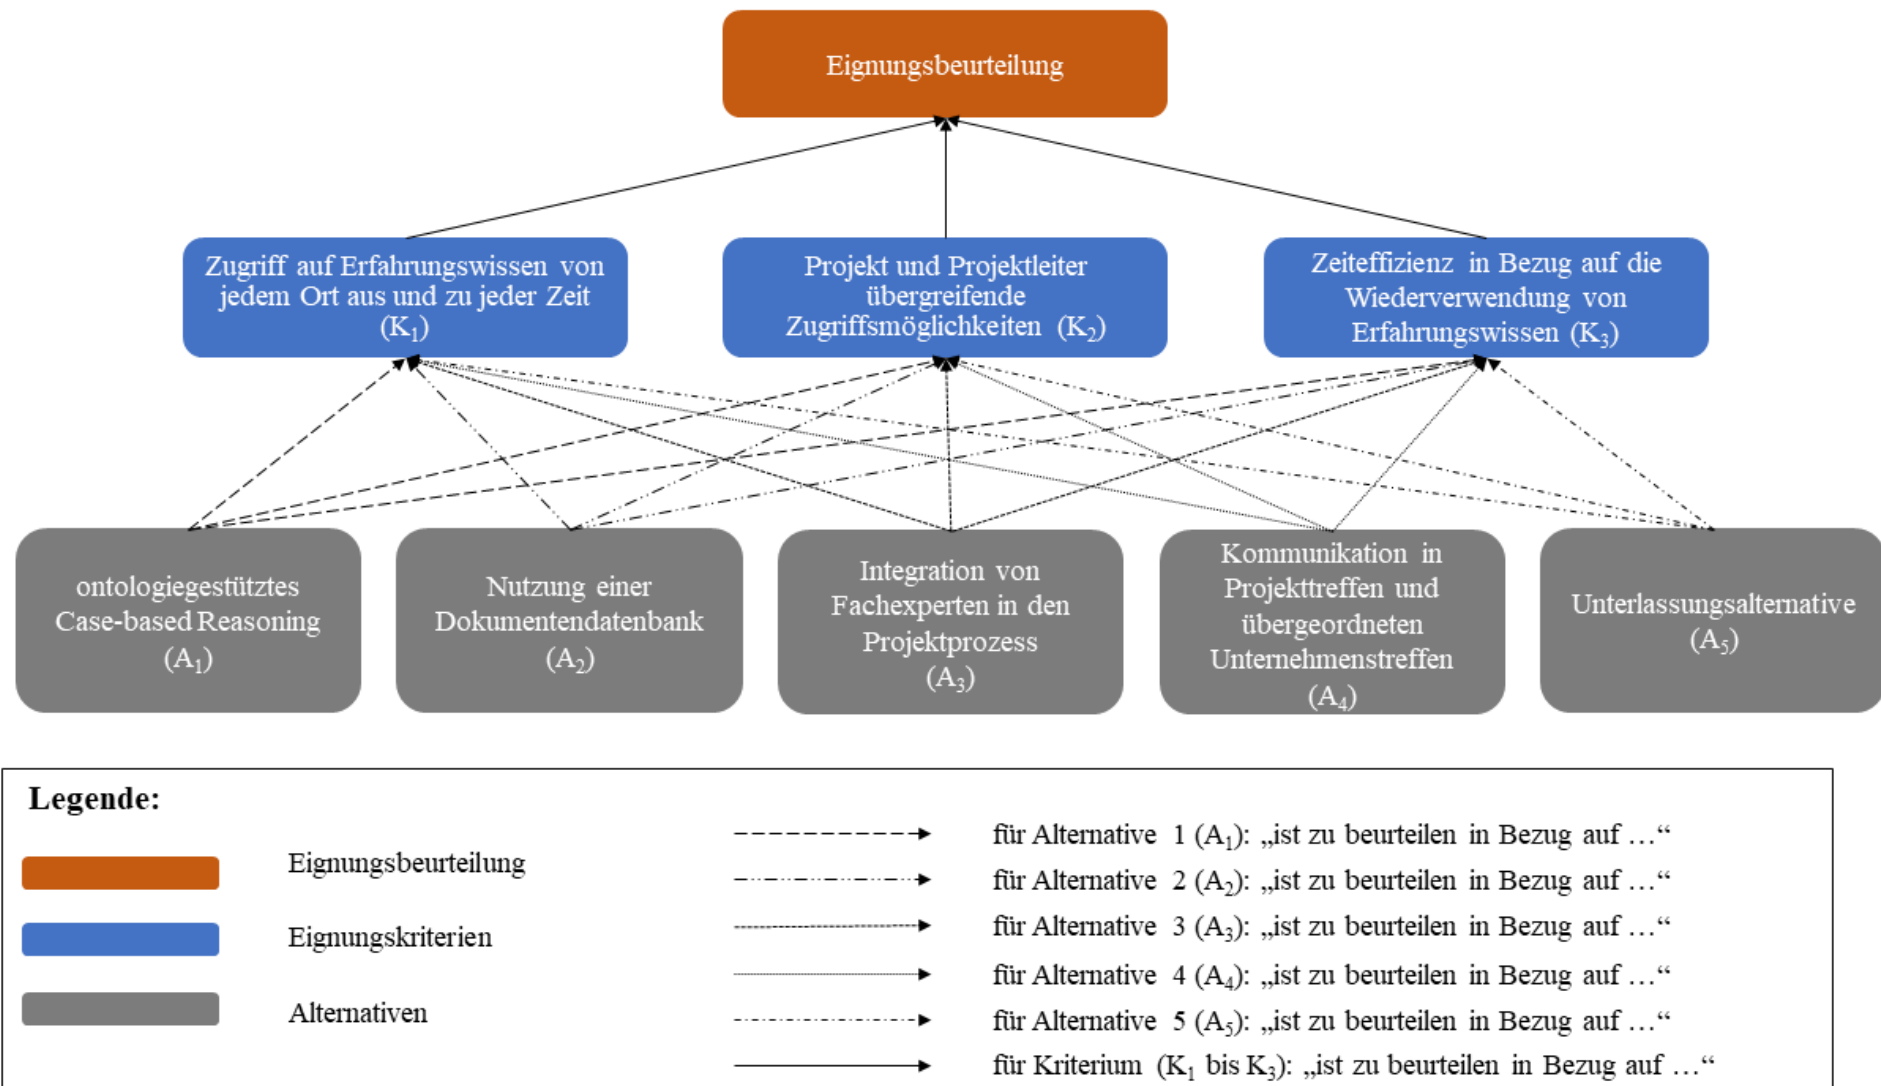 Eignungsbeurteilung
Zugriff auf Erfahrungswissen von
jedem Ort aus und zu jeder Zeit
(K₁)
Projekt und Projektleiter
übergreifende
Zugriffsmöglichkeiten (K₂)
Zeiteffizienz in Bezug auf die
Wiederverwendung von
Erfahrungswissen (K₃)
ontologiegestütztes
Case-based Reasoning
(A₁)
Nutzung einer
Dokumentendatenbank
(A₂)
Integration von
Fachexperten in den
Projektprozess
(A₃)
Kommunikation in
Projekttreffen und
übergeordneten
Unternehmenstreffen
(A₄)
Unterlassungsalternative
(A₅)
Legende:
Eignungsbeurteilung
Eignungskriterien
Alternativen
für Alternative 1 (A₁): „ist zu beurteilen in Bezug auf …“
für Alternative 2 (A₂): „ist zu beurteilen in Bezug auf …“
für Alternative 3 (A₃): „ist zu beurteilen in Bezug auf …“
für Alternative 4 (A₄): „ist zu beurteilen in Bezug auf …“
für Alternative 5 (A₅): „ist zu beurteilen in Bezug auf …“
für Kriterium (K₁ bis K₃): „ist zu beurteilen in Bezug auf …“